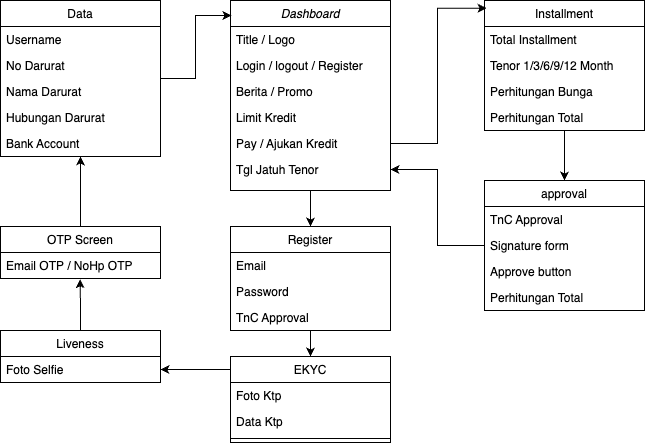 Data
Username
No Darurat
Nama Darurat
Hubungan Darurat
Bank Account
Dashboard
Title / Logo
Login / logout / Register
Berita / Promo
Limit Kredit
Pay / Ajukan Kredit
Tgl Jatuh Tenor
Installment
Total Installment
Tenor 1/3/6/9/12 Month
Perhitungan Bunga
Perhitungan Total
approval
TnC Approval
Signature form
Approve button
Perhitungan Total
OTP Screen
Email OTP / NoHp OTP
Register
Email
Password
TnC Approval
Liveness
Foto Selfie
EKYC
Foto Ktp
Data Ktp